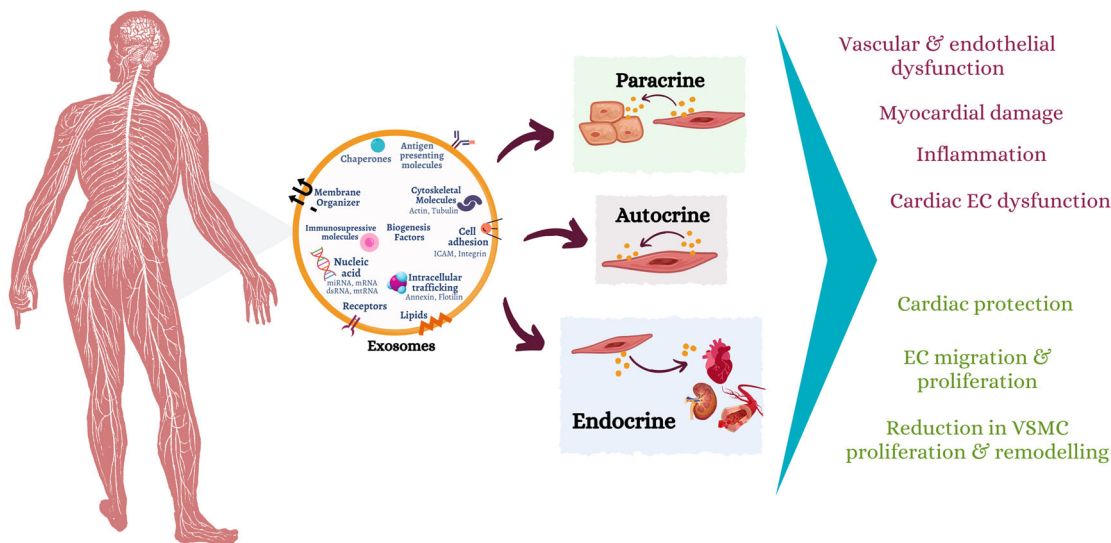 Chaperones
Antigen
presenting
molecules
Membrane
Organizer
Cytoskeletal
Molecules
Actin, Tubulin
Immunosupressive
molecules
Biogenesis
Factors
Cell
adhesion
ICAM, Integrin
Nucleic
acid
miRNA, mRNA
dsRNA, mtRNA
Intracellular
trafficking
Annexin, Flotilin
Receptors
Lipids
Exosomes
Paracrine
Autocrine
Endocrine
Vascular & endothelial
dysfunction
Myocardial damage
Inflammation
Cardiac EC dysfunction
Cardiac protection
EC migration &
proliferation
Reduction in VSMC
proliferation & remodelling